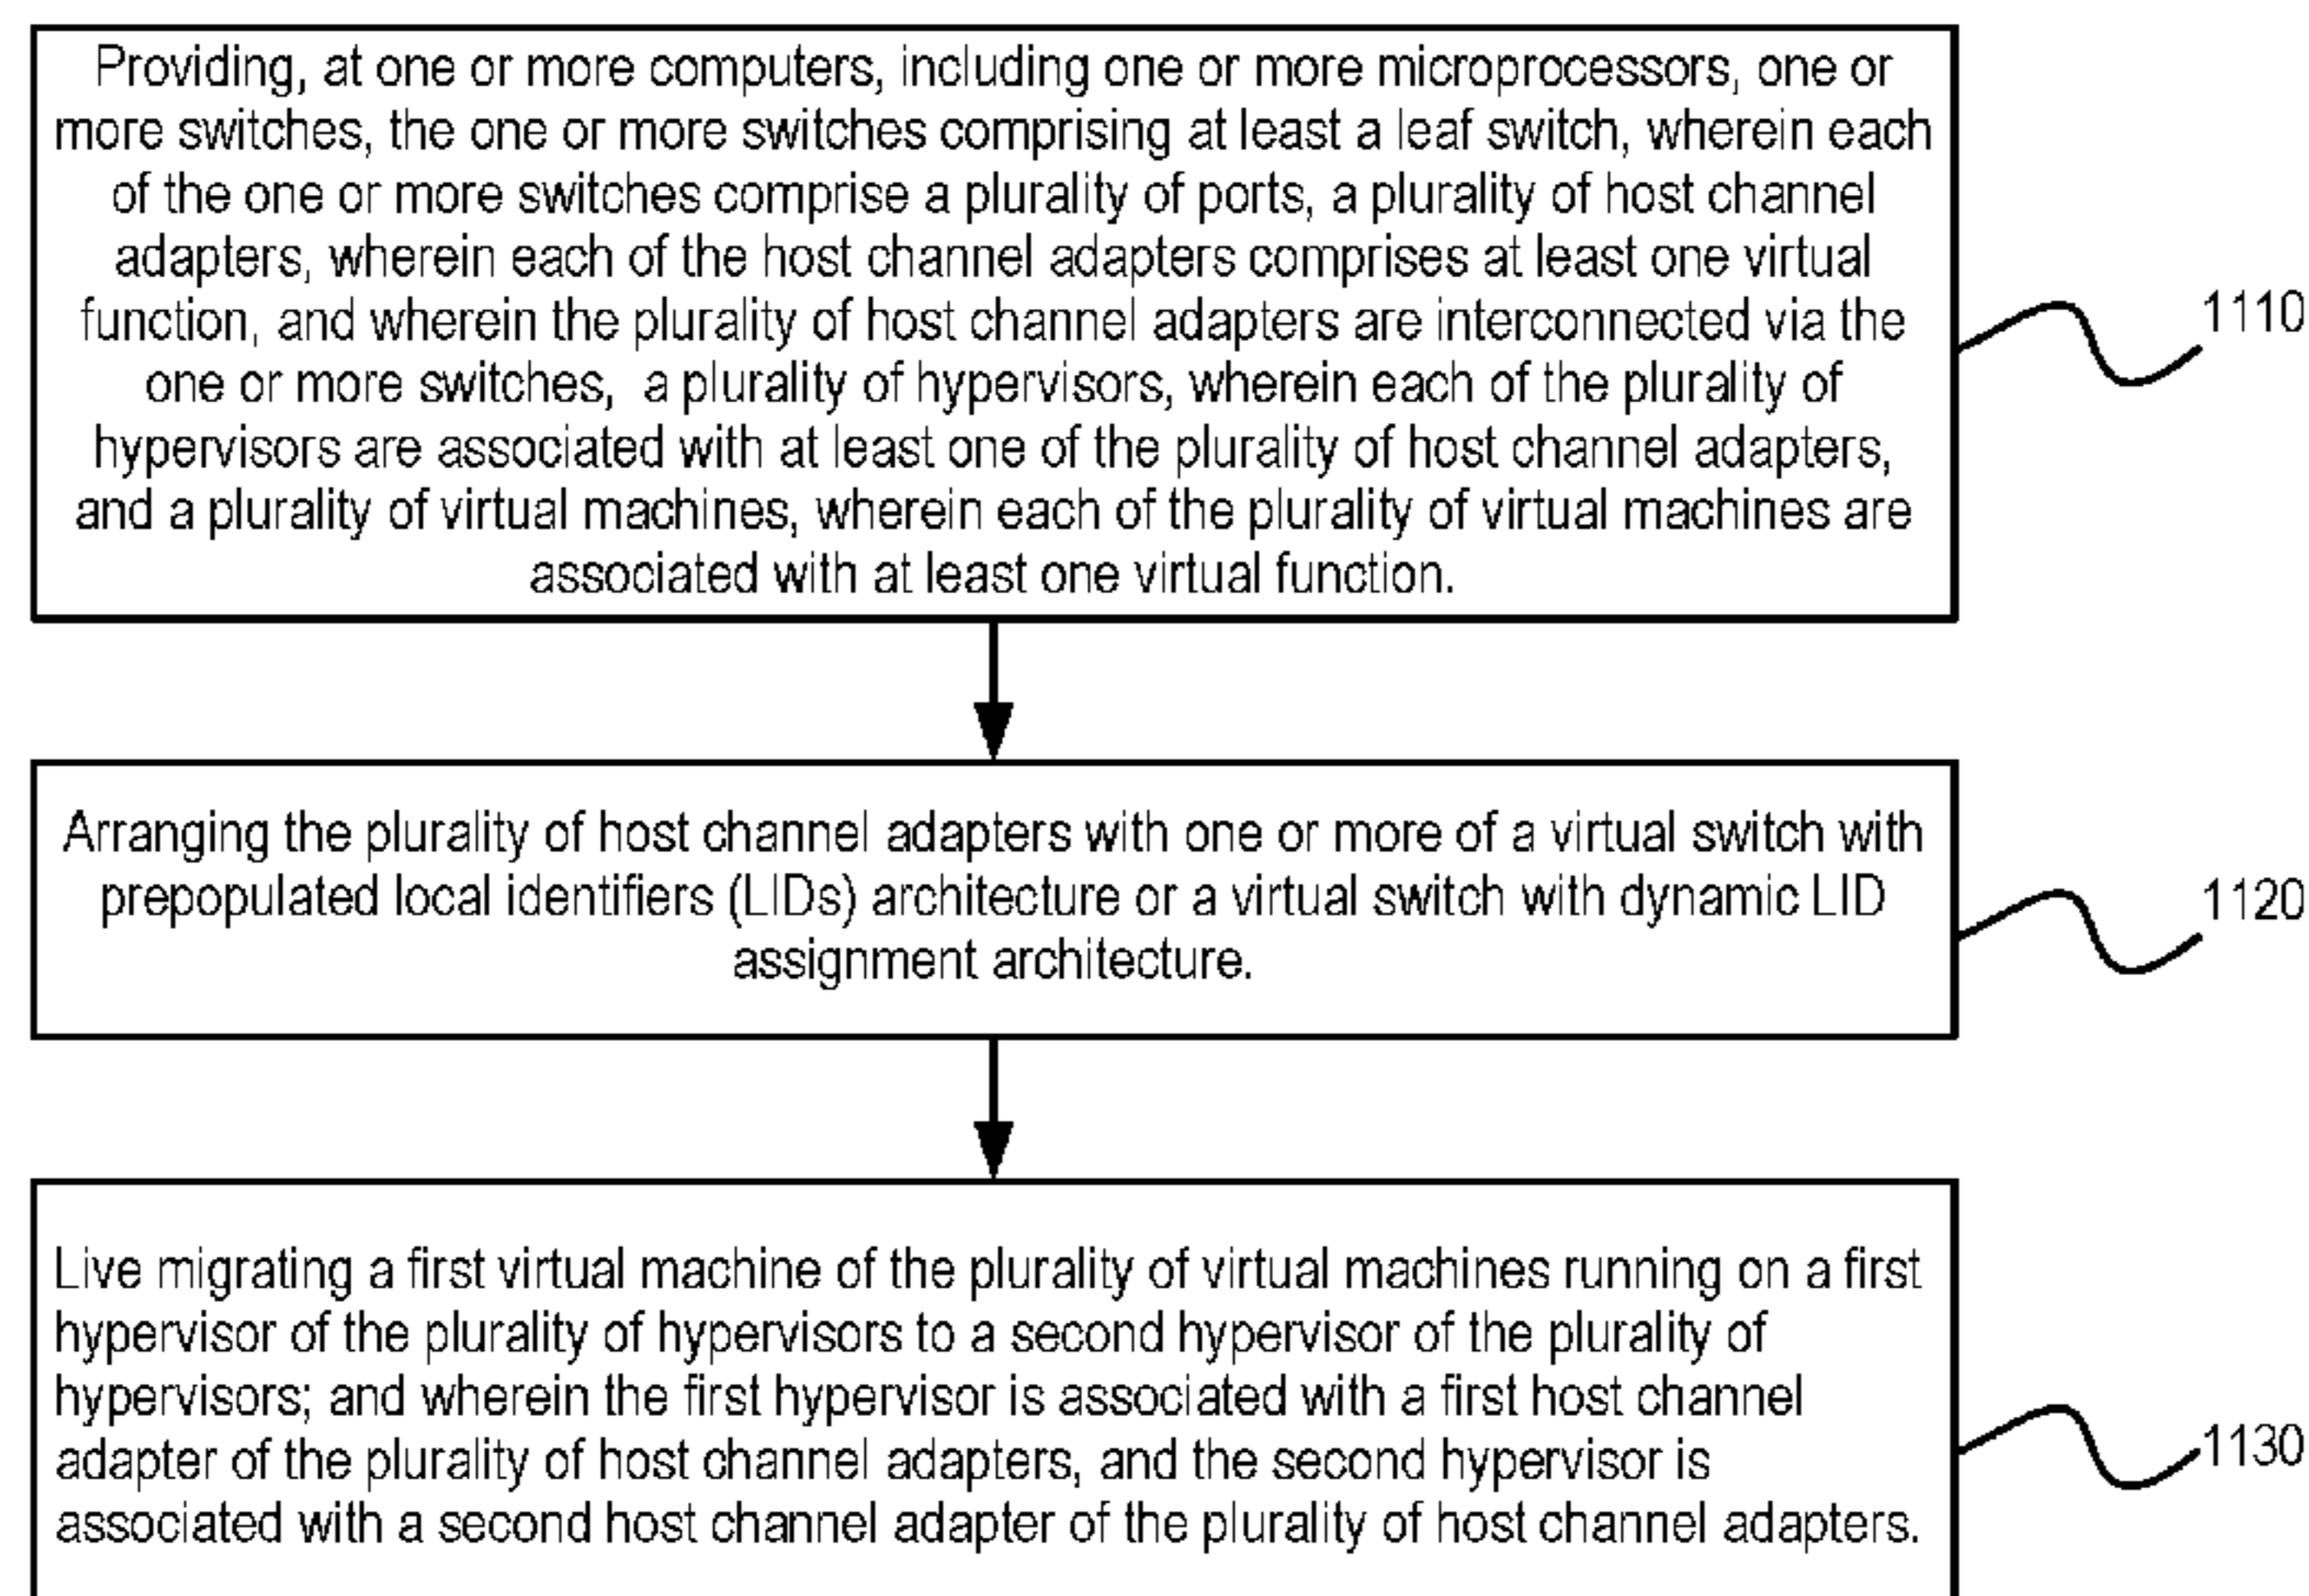 Providing, at one or more computers, including one or more microprocessors, one or
more switches, the one or more switches comprising at least a leaf switch, wherein each
of the one or more switches comprise a plurality of ports, a plurality of host channel
adapters, wherein each of the host channel adapters comprises at least one virtual
function, and wherein the plurality of host channel adapters are interconnected via the
one or more switches, a plurality of hypervisors, wherein each of the plurality of
hypervisors are associated with at least one of the plurality of host channel adapters,
and a plurality of virtual machines, wherein each of the plurality of virtual machines are
associated with at least one virtual function.
1110
Arranging the plurality of host channel adapters with one or more of a virtual switch with
prepopulated local identifiers (LIDs) architecture or a virtual switch with dynamic LID
assignment architecture.
1120
Live migrating a first virtual machine of the plurality of virtual machines running on a first
hypervisor of the plurality of hypervisors to a second hypervisor of the plurality of
hypervisors; and wherein the first hypervisor is associated with a first host channel
adapter of the plurality of host channel adapters, and the second hypervisor is
associated with a second host channel adapter of the plurality of host channel adapters.
1130